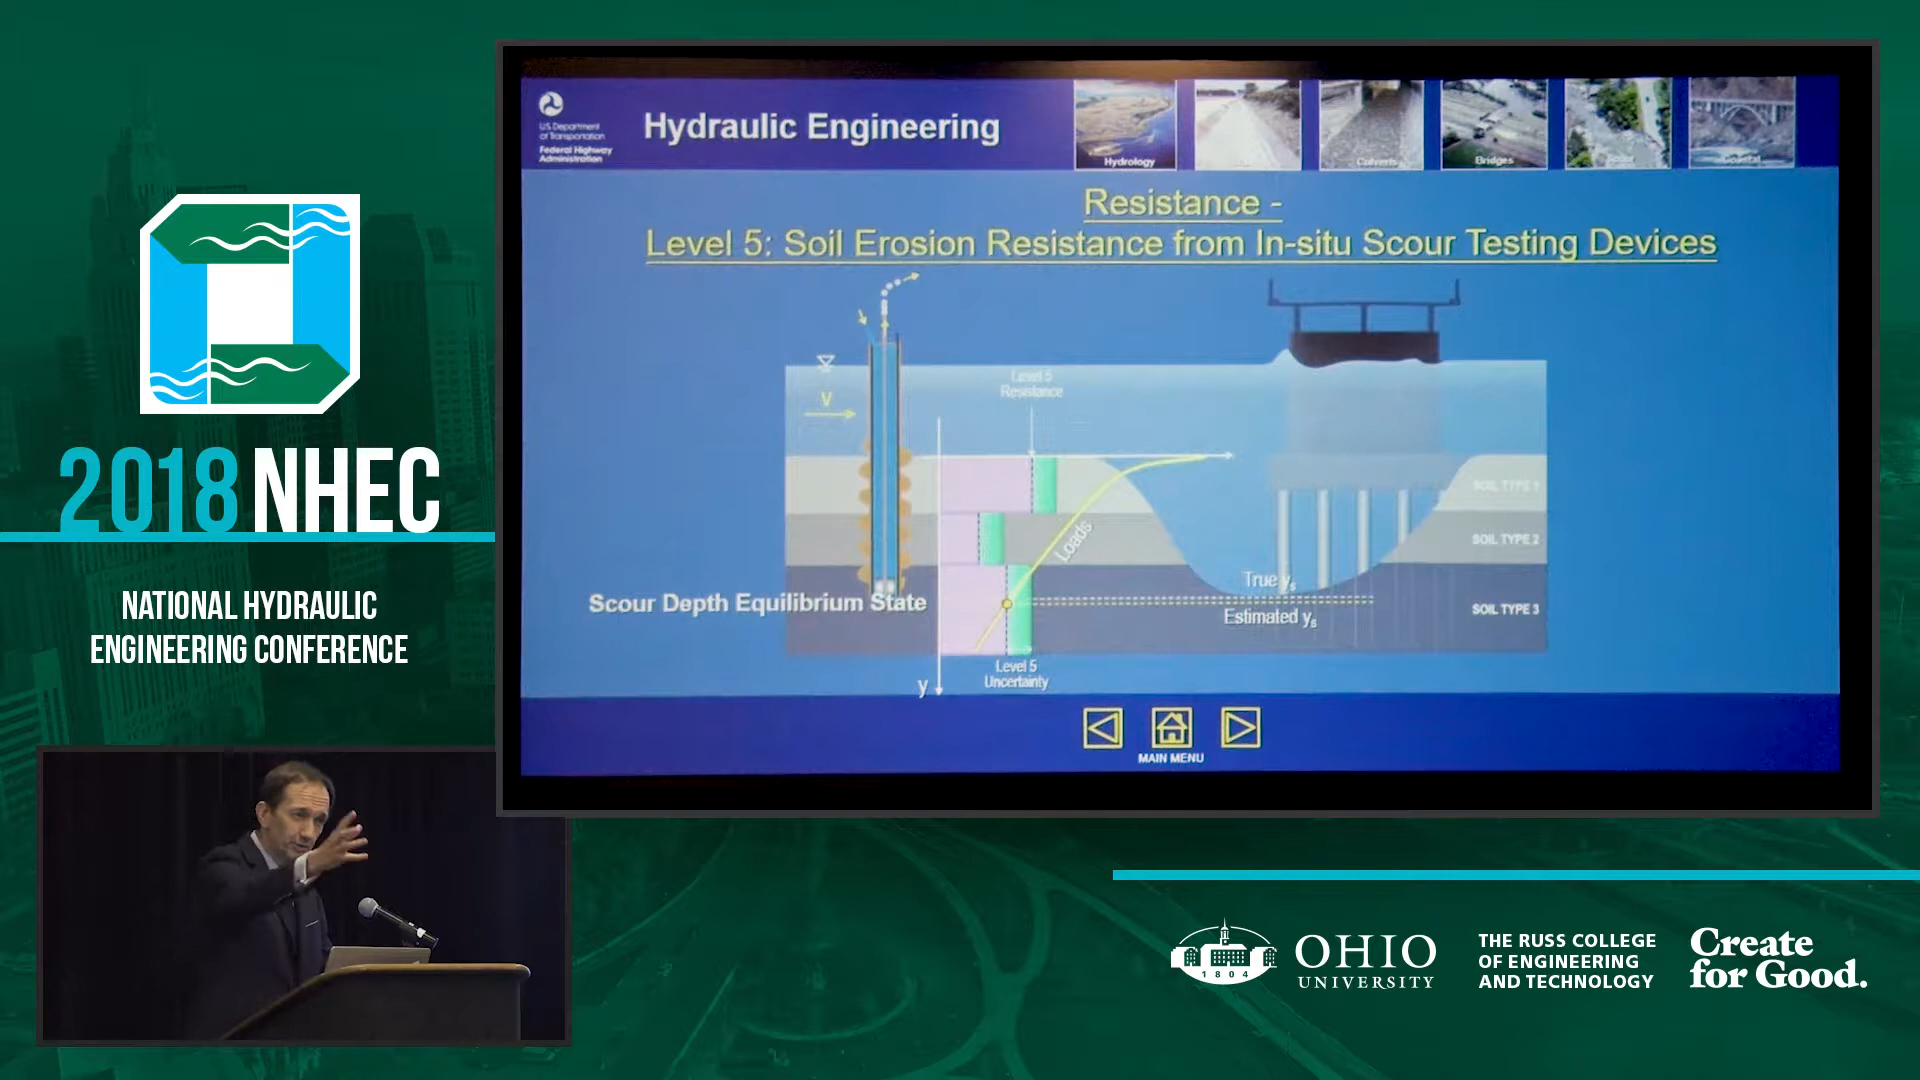 2018 NHEC
NATIONAL HYDRAULIC
ENGINEERING CONFERENCE
U.S. Department
of Transportation
Federal Highway
Administration
Hydraulic Engineering
Hydrology
Culverts
Bridges
Coastal
Resistance -
Level 5: Soil Erosion Resistance from In-situ Scour Testing Devices
V
Level 5
Resistance
Loads
SOIL TYPE 1
SOIL TYPE 2
SOIL TYPE 3
True ys
Estimated ys
Scour Depth Equilibrium State
Level 5
Uncertainty
y
MAIN MENU
1804
OHIO
UNIVERSITY
THE RUSS COLLEGE
OF ENGINEERING
AND TECHNOLOGY
Create
for Good.